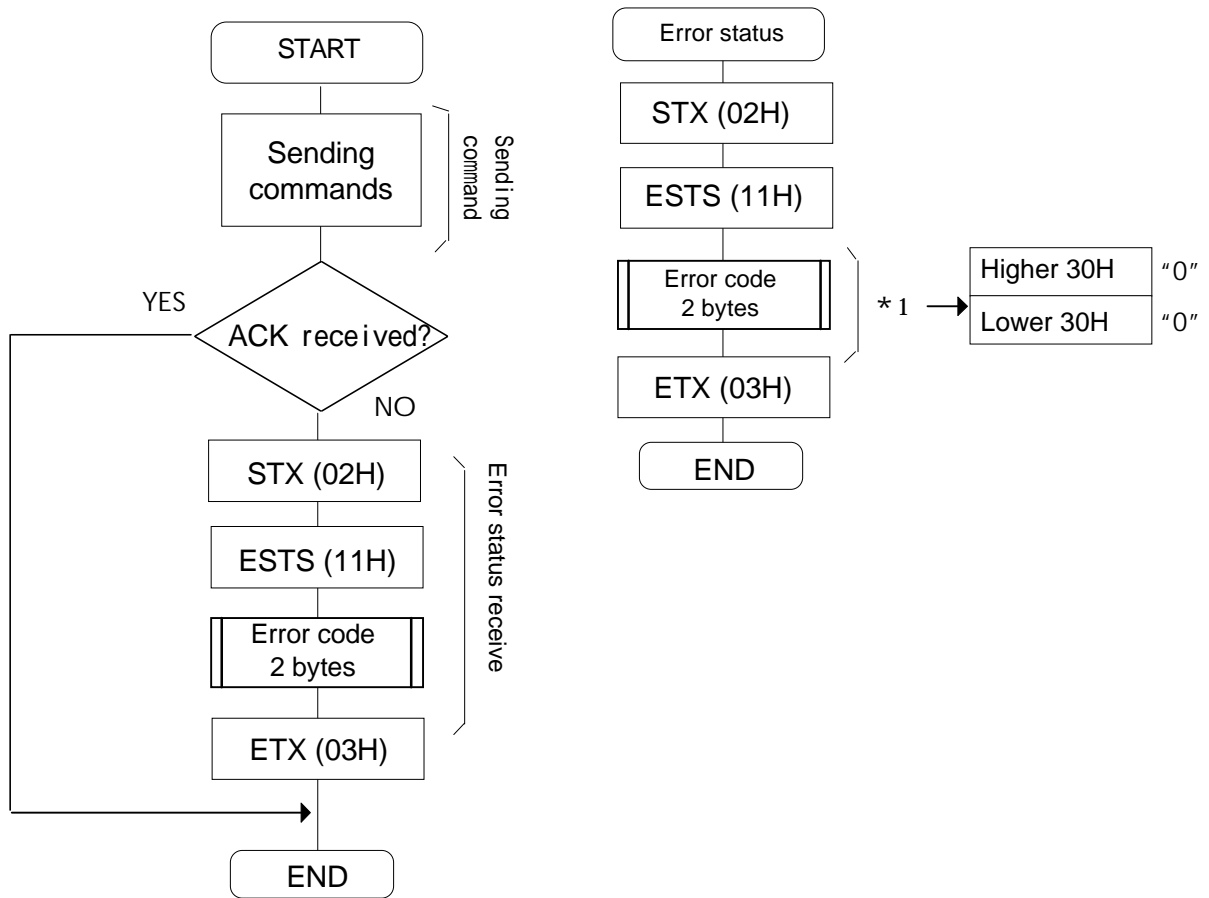 START
Sending
commands
Sending
command
ACK received?
YES
NO
STX (02H)
ESTS (11H)
Error code
2 bytes
ETX (03H)
Error status receive
END
Error status
STX (02H)
ESTS (11H)
Error code
2 bytes
*1
Higher 30H "0"
Lower 30H "0"
ETX (03H)
END